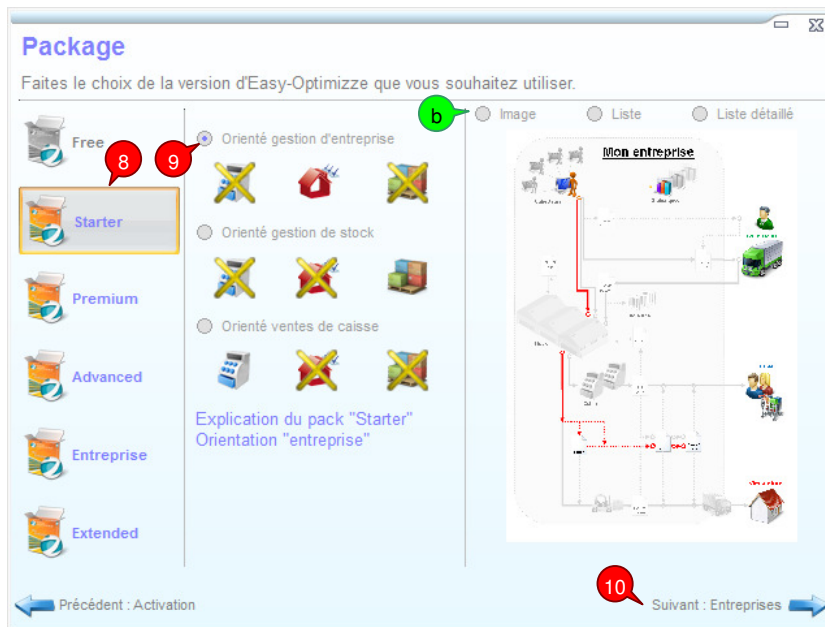 Package
Faites le choix de la version d'Easy-Optimizze que vous souhaitez utiliser.
Free
8
Starter
Premium
Advanced
Entreprise
Extended
9
Orienté gestion d'entreprise
Orienté gestion de stock
Orienté ventes de caisse
Explication du pack "Starter"
Orientation "entreprise"
b
Image
Liste
Liste détaillé
Mon entreprise
10
Précédent : Activation
Suivant : Entreprises